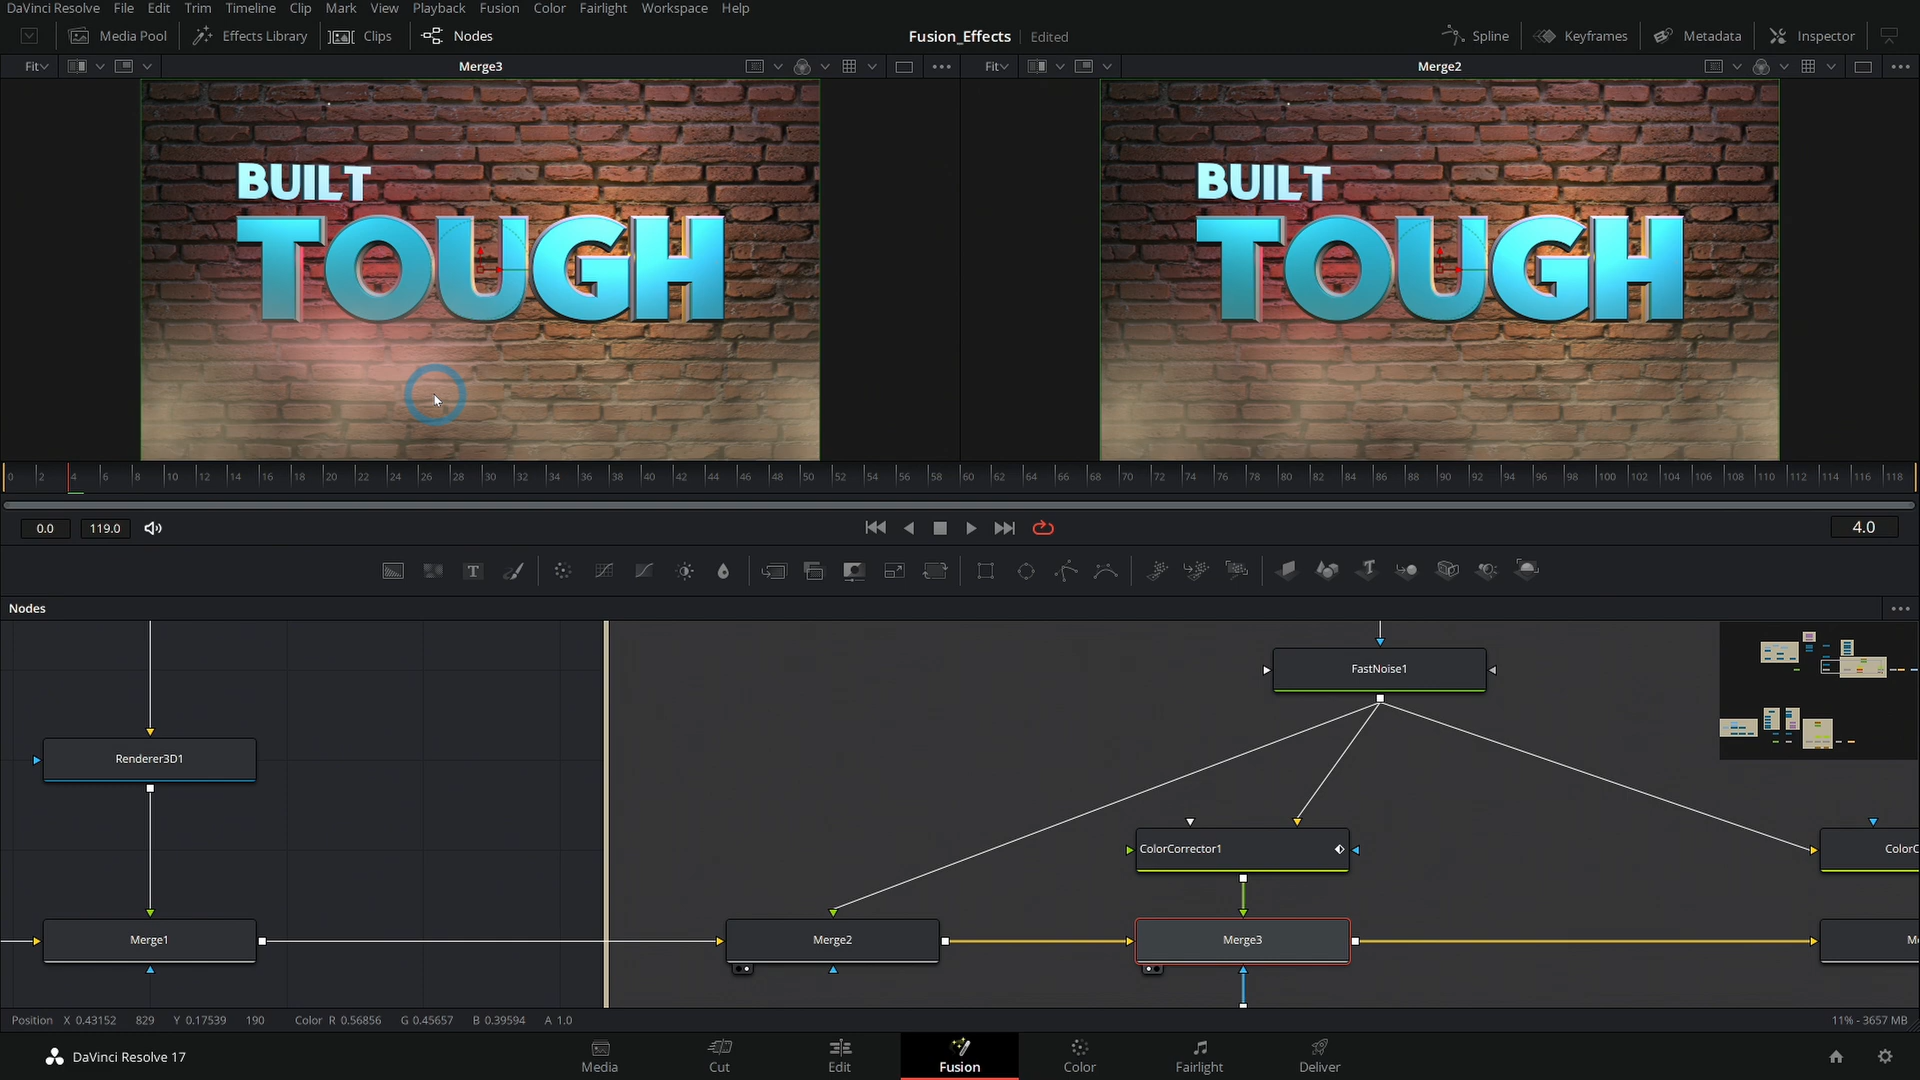 DaVinci Resolve File Edit Trim Timeline Clip Mark View Playback Fusion Color Fairlight Workspace Help
Media Pool Effects Library Clips Nodes Fusion_Effects Edited Spline Keyframes Metadata Inspector
Fit Merge3 Fit Merge2
BUILT
TOUGH
BUILT
TOUGH
0 2 4 6 8 10 12 14 16 18 20 22 24 26 28 30 32 34 36 38 40 42 44 46 48 50 52 54 56 58 60 62 64 66 68 70 72 74 76 78 80 82 84 86 88 90 92 94 96 98 100 102 104 106 108 110 112 114 116 118
0.0 119.0 4.0
Nodes
FastNoise1
Renderer3D1
ColorCorrector1 ColorC
Merge1 Merge2 Merge3 Me
Position X 0.43152 829 Y 0.17539 190 Color R 0.56856 G 0.45657 B 0.39594 A 1.0 11% - 3657 MB
DaVinci Resolve 17 Media Cut Edit Fusion Color Fairlight Deliver